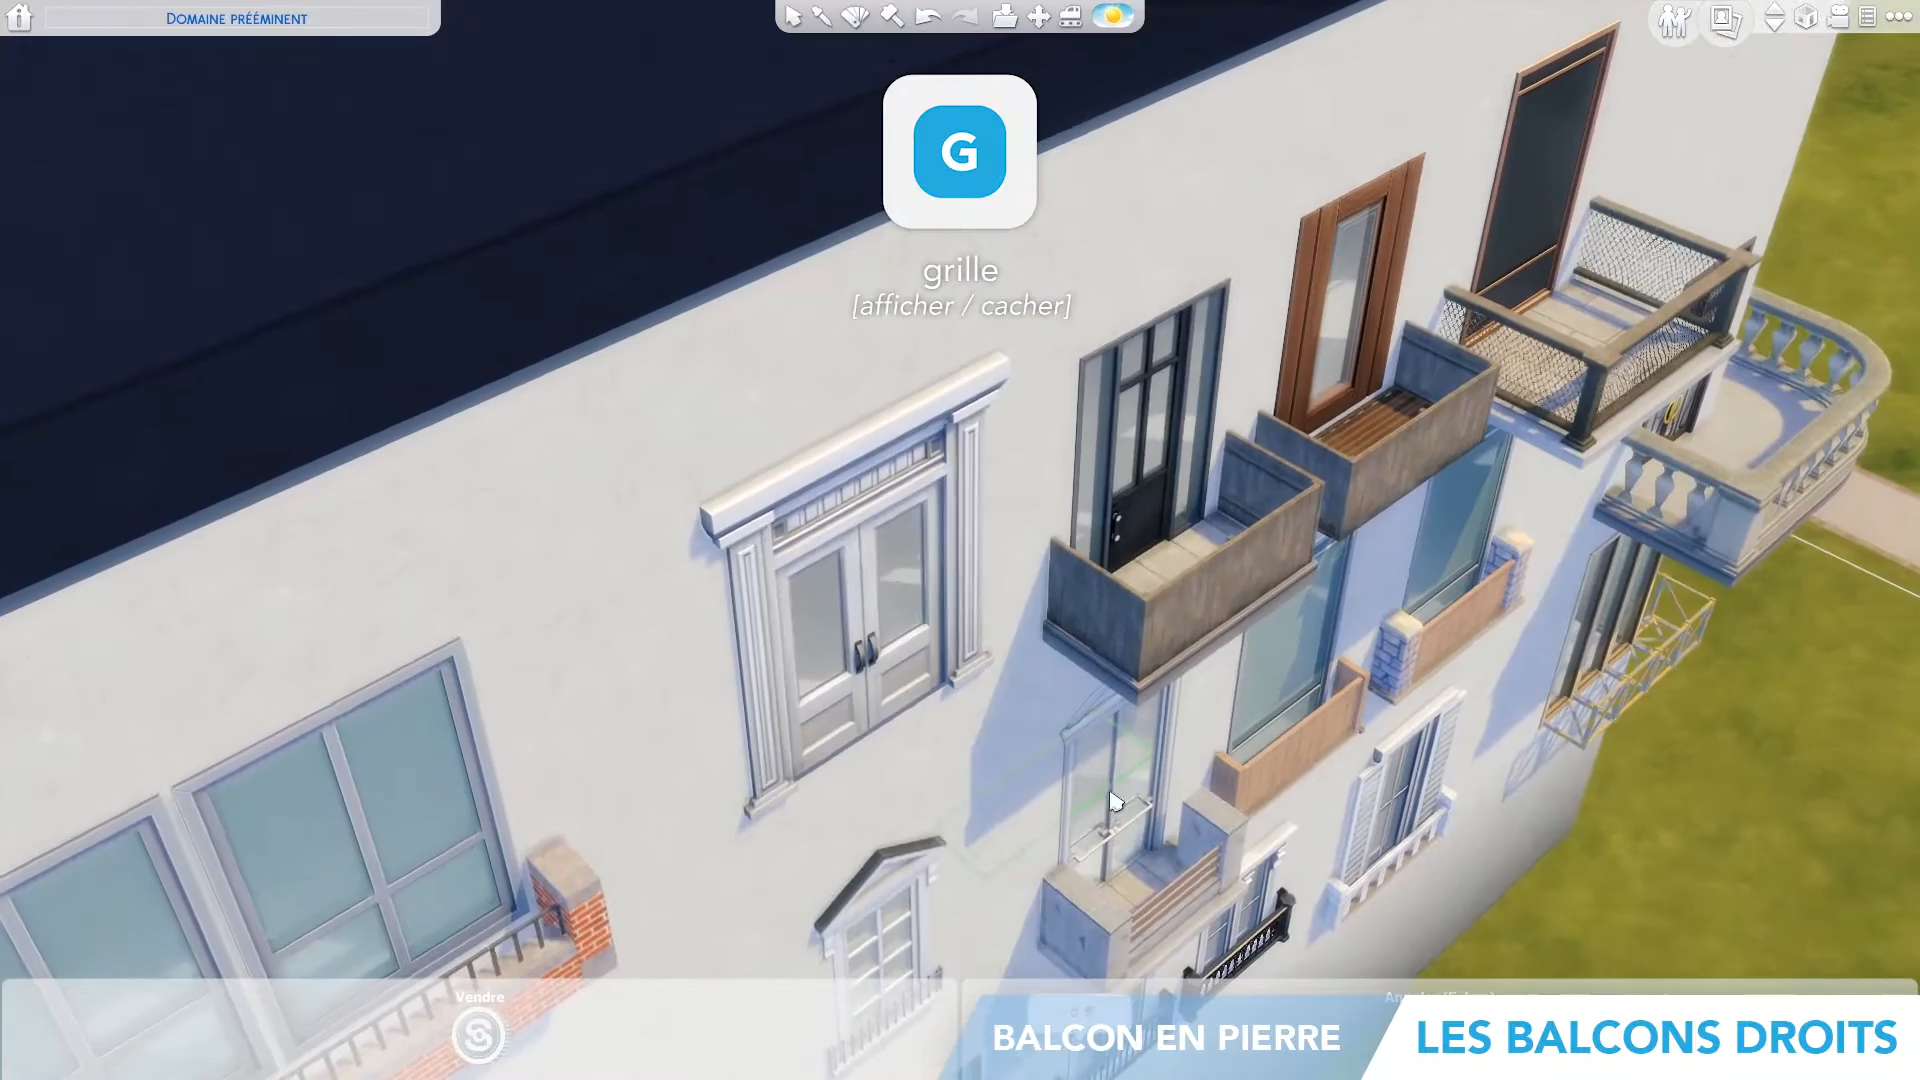 DOMAINE PRÉÉMINENT
G
grille
[afficher / cacher]
Vendre
BALCON EN PIERRE
LES BALCONS DROITS